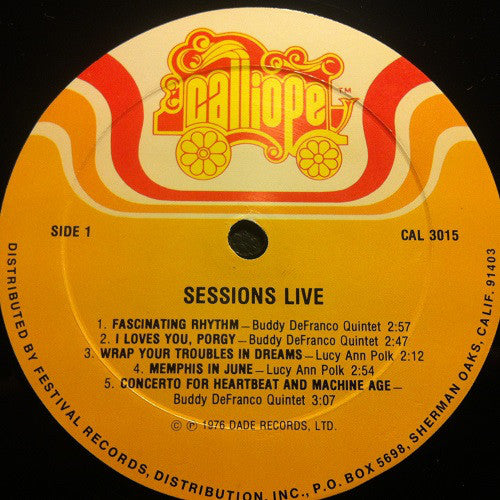 calliope™
SIDE 1
CAL 3015
SESSIONS LIVE
1. FASCINATING RHYTHM—Buddy DeFranco Quintet 2:57
2. I LOVES YOU, PORGY—Buddy DeFranco Quintet 2:47
3. WRAP YOUR TROUBLES IN DREAMS—Lucy Ann Polk 2:12
4. MEMPHIS IN JUNE—Lucy Ann Polk 2:54
5. CONCERTO FOR HEARTBEAT AND MACHINE AGE—
Buddy DeFranco Quintet 3:07
© ℗ 1976 DADE RECORDS, LTD.
DISTRIBUTED BY FESTIVAL RECORDS, DISTRIBUTION, INC., P.O. BOX 5698, SHERMAN OAKS, CALIF. 91403